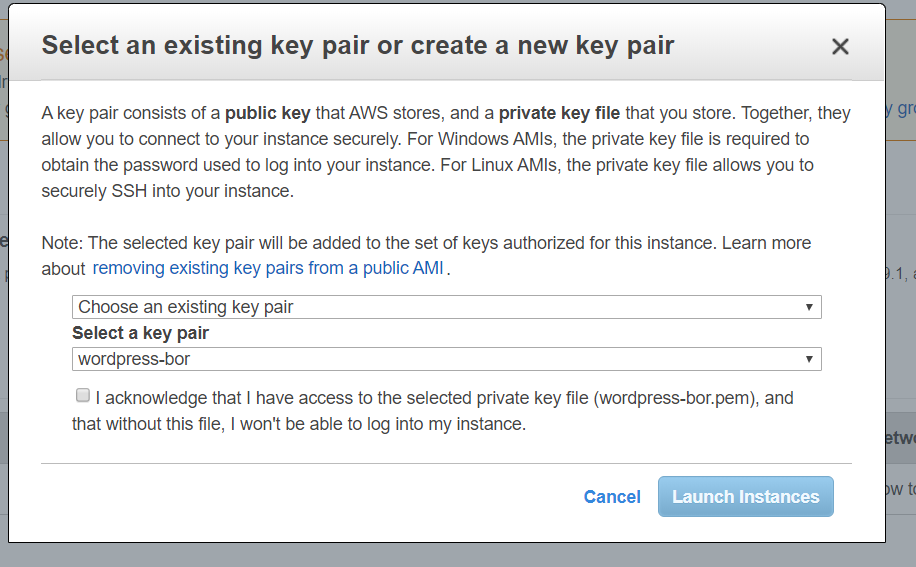 Select an existing key pair or create a new key pair
A key pair consists of a public key that AWS stores, and a private key file that you store. Together, they
allow you to connect to your instance securely. For Windows AMIs, the private key file is required to
obtain the password used to log into your instance. For Linux AMIs, the private key file allows you to
securely SSH into your instance.
Note: The selected key pair will be added to the set of keys authorized for this instance. Learn more
about removing existing key pairs from a public AMI .
Choose an existing key pair
Select a key pair
wordpress-bor
I acknowledge that I have access to the selected private key file (wordpress-bor.pem), and
that without this file, I won't be able to log into my instance.
Cancel Launch Instances